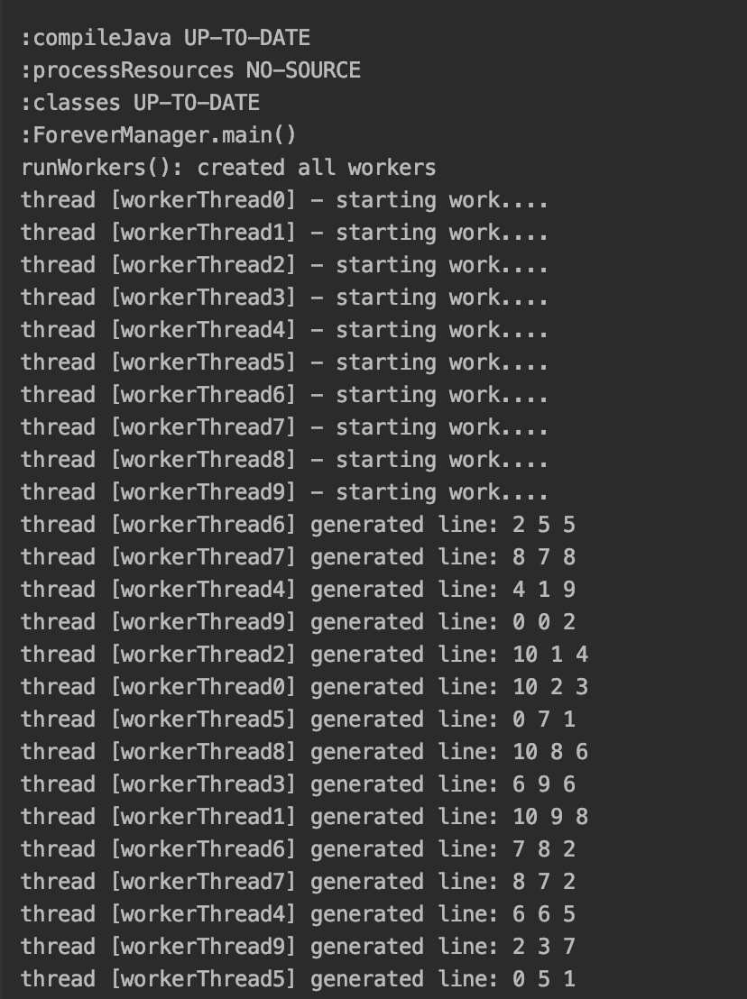 :compileJava UP-TO-DATE
:processResources NO-SOURCE
:classes UP-TO-DATE
:ForeverManager.main()
runWorkers(): created all workers
thread [workerThread0] - starting work....
thread [workerThread1] - starting work....
thread [workerThread2] - starting work....
thread [workerThread3] - starting work....
thread [workerThread4] - starting work....
thread [workerThread5] - starting work....
thread [workerThread6] - starting work....
thread [workerThread7] - starting work....
thread [workerThread8] - starting work....
thread [workerThread9] - starting work....
thread [workerThread6] generated line: 2 5 5
thread [workerThread7] generated line: 8 7 8
thread [workerThread4] generated line: 4 1 9
thread [workerThread9] generated line: 0 0 2
thread [workerThread2] generated line: 10 1 4
thread [workerThread0] generated line: 10 2 3
thread [workerThread5] generated line: 0 7 1
thread [workerThread8] generated line: 10 8 6
thread [workerThread3] generated line: 6 9 6
thread [workerThread1] generated line: 10 9 8
thread [workerThread6] generated line: 7 8 2
thread [workerThread7] generated line: 8 7 2
thread [workerThread4] generated line: 6 6 5
thread [workerThread9] generated line: 2 3 7
thread [workerThread5] generated line: 0 5 1